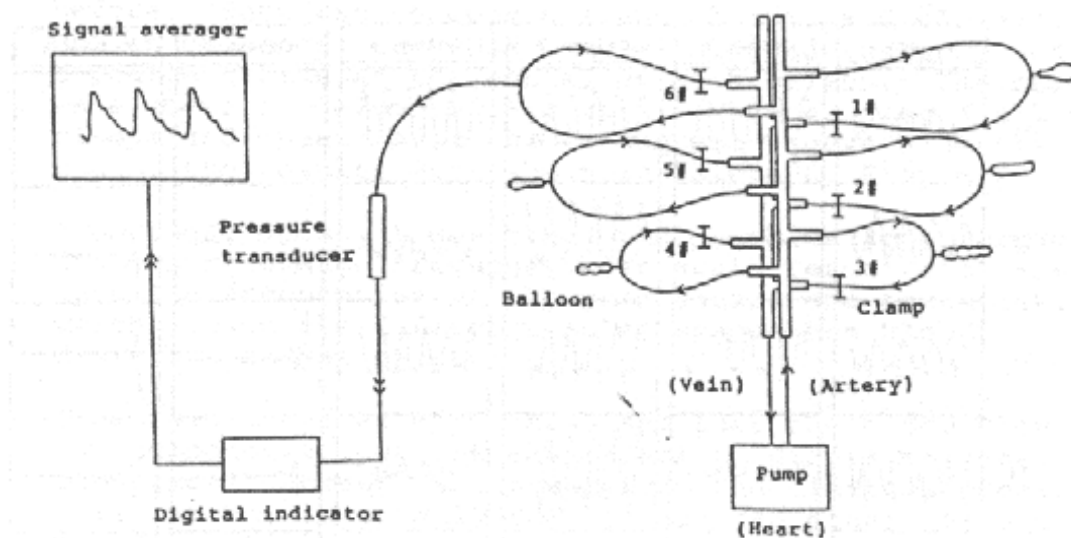 Signal averager
6#
1#
5#
2#
4#
3#
Pressure
transducer
Balloon
Clamp
(Vein)
(Artery)
Pump
Digital indicator
(Heart)